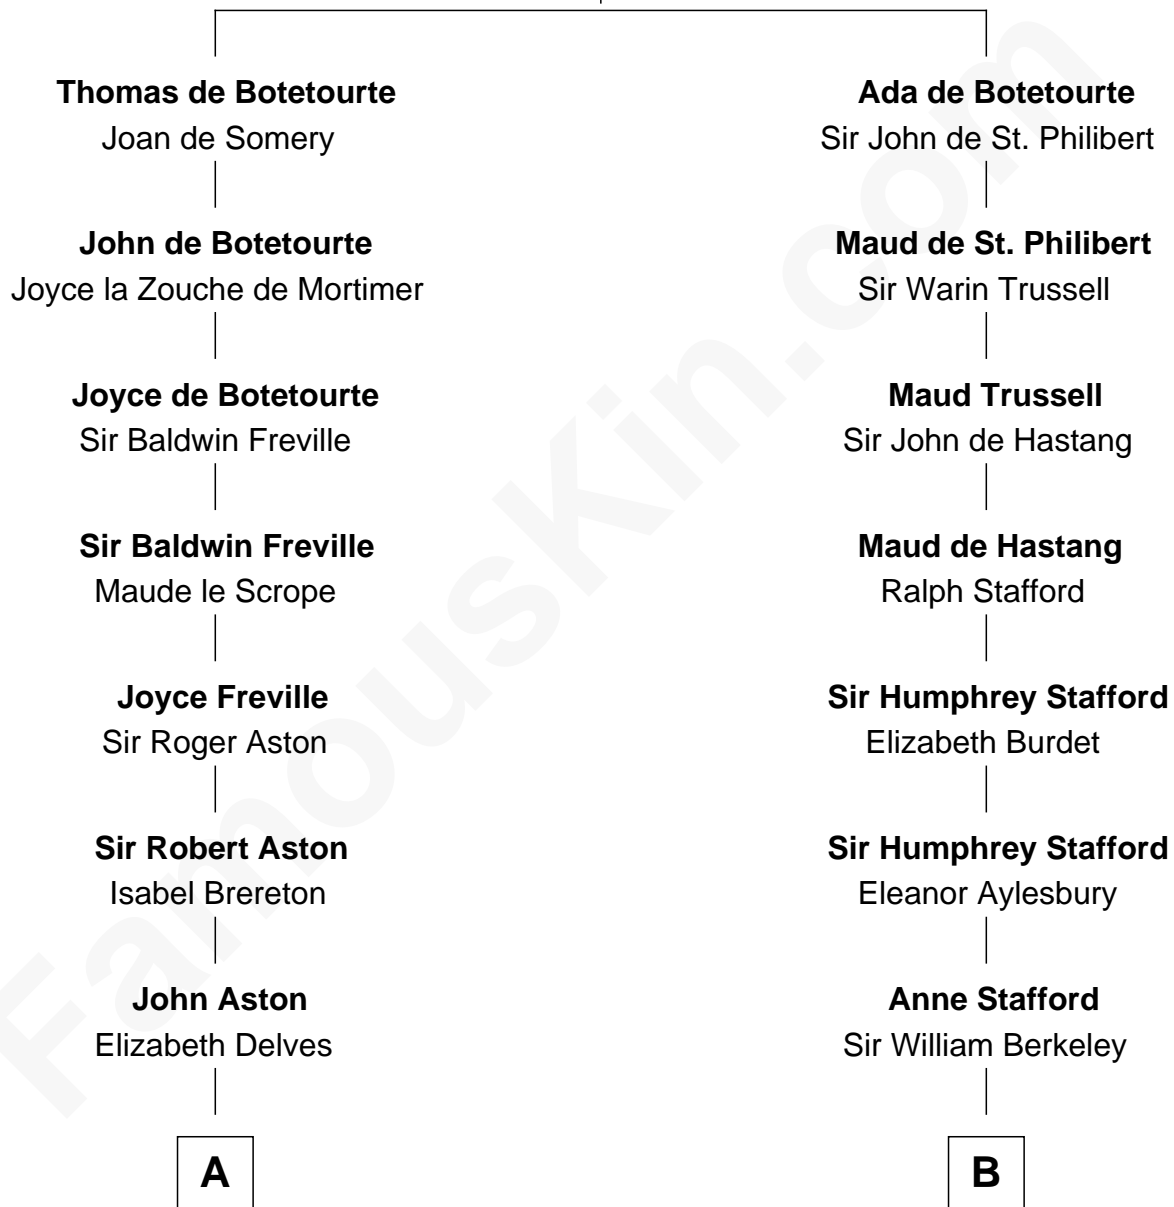 Thomas de Botetourte
Joan de Somery
John de Botetourte
Joyce la Zouche de Mortimer
Joyce de Botetourte
Sir Baldwin Freville
Sir Baldwin Freville
Maude le Scrope
Joyce Freville
Sir Roger Aston
Sir Robert Aston
Isabel Brereton
John Aston
Elizabeth Delves
A
Ada de Botetourte
Sir John de St. Philibert
Maud de St. Philibert
Sir Warin Trussell
Maud Trussell
Sir John de Hastang
Maud de Hastang
Ralph Stafford
Sir Humphrey Stafford
Elizabeth Burdet
Sir Humphrey Stafford
Eleanor Aylesbury
Anne Stafford
Sir William Berkeley
B
FamousKin.com